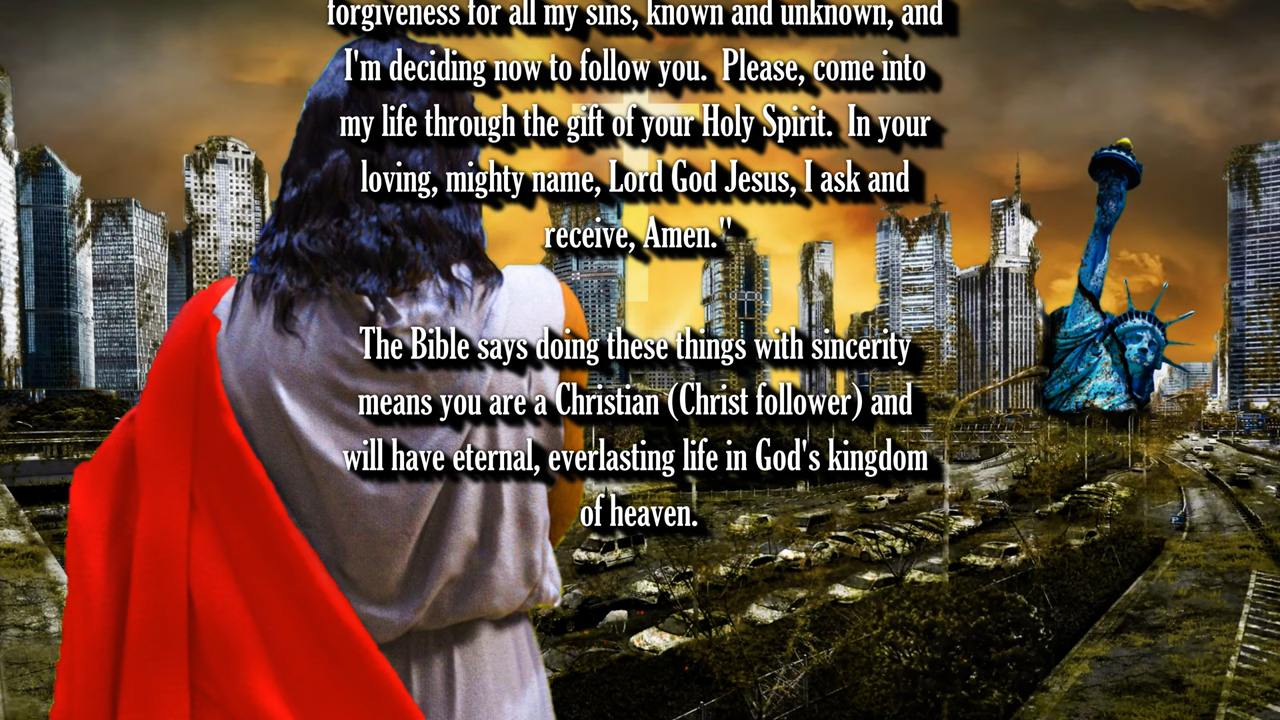 forgiveness for all my sins, known and unknown, and
I'm deciding now to follow you.  Please, come into
my life through the gift of your Holy Spirit.  In your
loving, mighty name, Lord God Jesus, I ask and
receive, Amen."
The Bible says doing these things with sincerity
means you are a Christian (Christ follower) and
will have eternal, everlasting life in God's kingdom
of heaven.